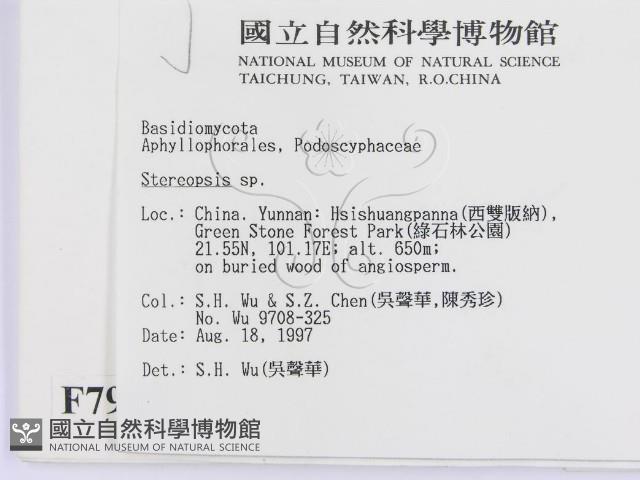 國立自然科學博物館
NATIONAL MUSEUM OF NATURAL SCIENCE
TAICHUNG, TAIWAN, R.O.CHINA
Basidiomycota
Aphyllophorales, Podoscyphaceae
Stereopsis sp.
Loc.: China. Yunnan: Hsishuangpanna(西雙版納),
Green Stone Forest Park(綠石林公園)
21.55N, 101.17E; alt. 650m;
on buried wood of angiosperm.
Col.: S.H. Wu & S.Z. Chen(吳聲華,陳秀珍)
No. Wu 9708-325
Date: Aug. 18, 1997
Det.: S.H. Wu(吳聲華)
F79
國立自然科學博物館
NATIONAL MUSEUM OF NATURAL SCIENCE